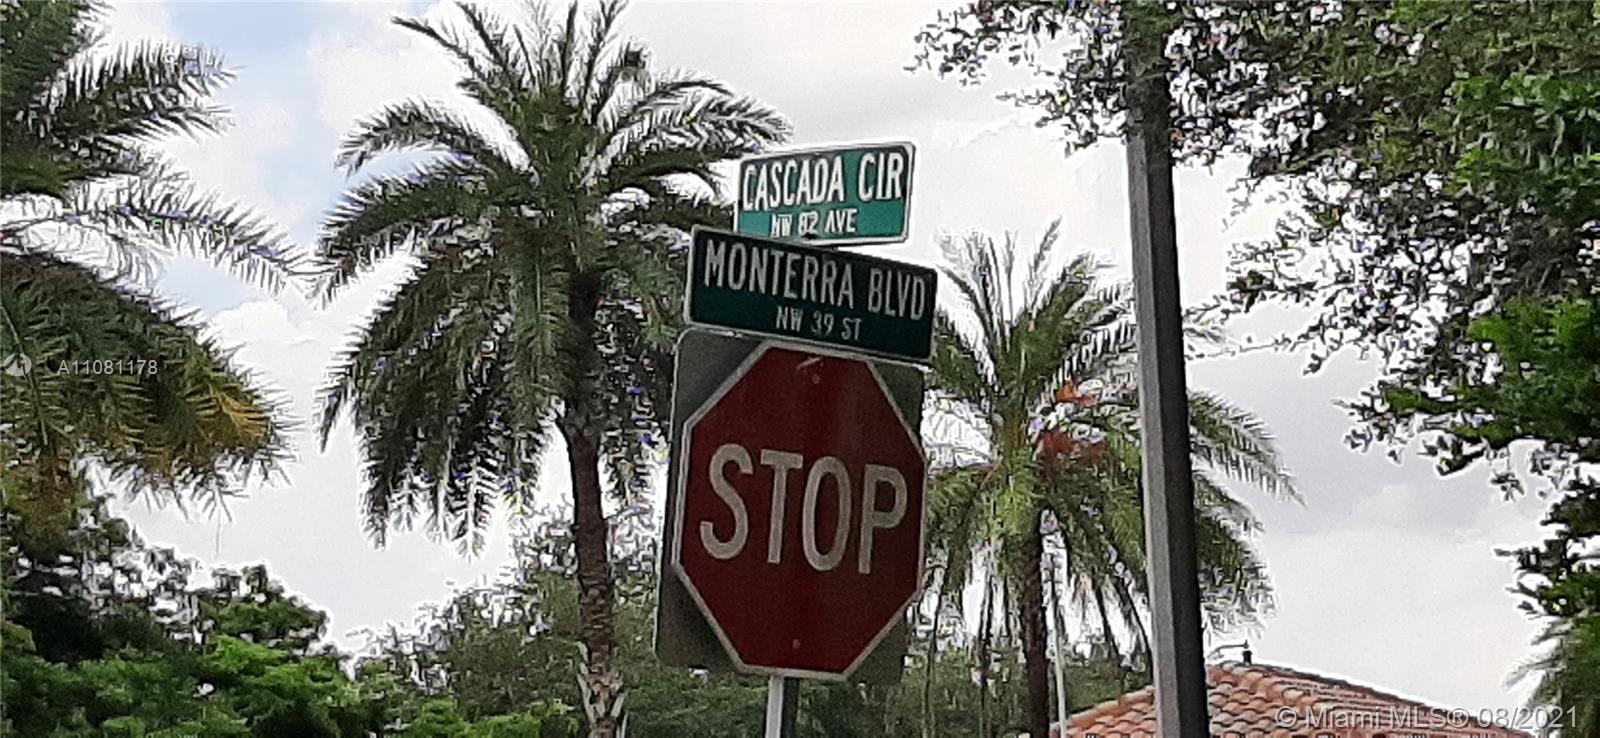 CASCADA CIR
NW 82 AVE
MONTERRA BLVD
NW 39 ST
STOP
A11081178
© Miami MLS® 08/2021